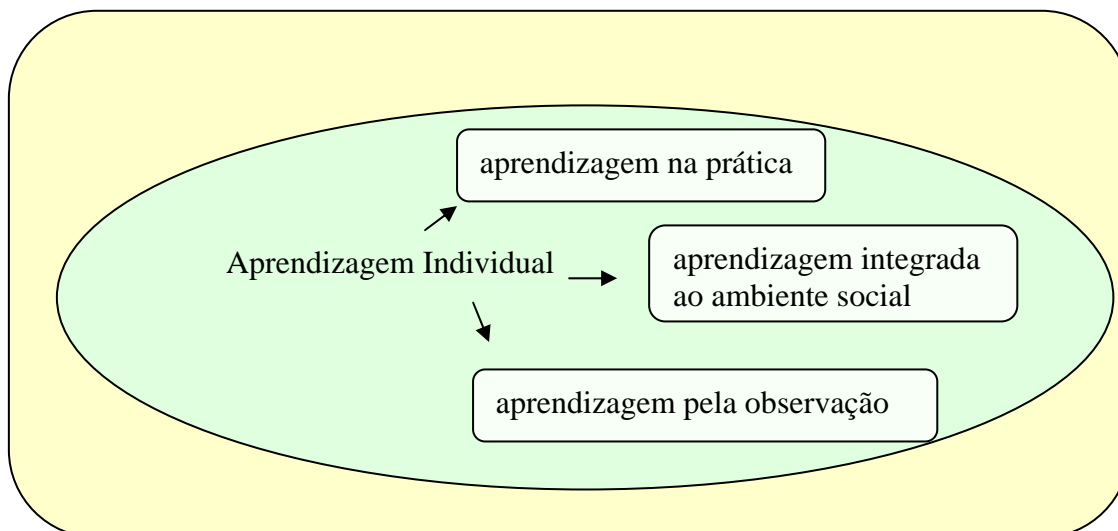 aprendizagem na prática
Aprendizagem Individual
aprendizagem integrada
ao ambiente social
aprendizagem pela observação